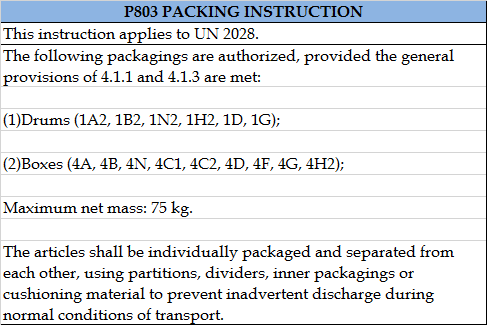 P803 PACKING INSTRUCTION
This instruction applies to UN 2028.
The following packagings are authorized, provided the general
provisions of 4.1.1 and 4.1.3 are met:
(1)Drums (1A2, 1B2, 1N2, 1H2, 1D, 1G);
(2)Boxes (4A, 4B, 4N, 4C1, 4C2, 4D, 4F, 4G, 4H2);
Maximum net mass: 75 kg.
The articles shall be individually packaged and separated from
each other, using partitions, dividers, inner packagings or
cushioning material to prevent inadvertent discharge during
normal conditions of transport.